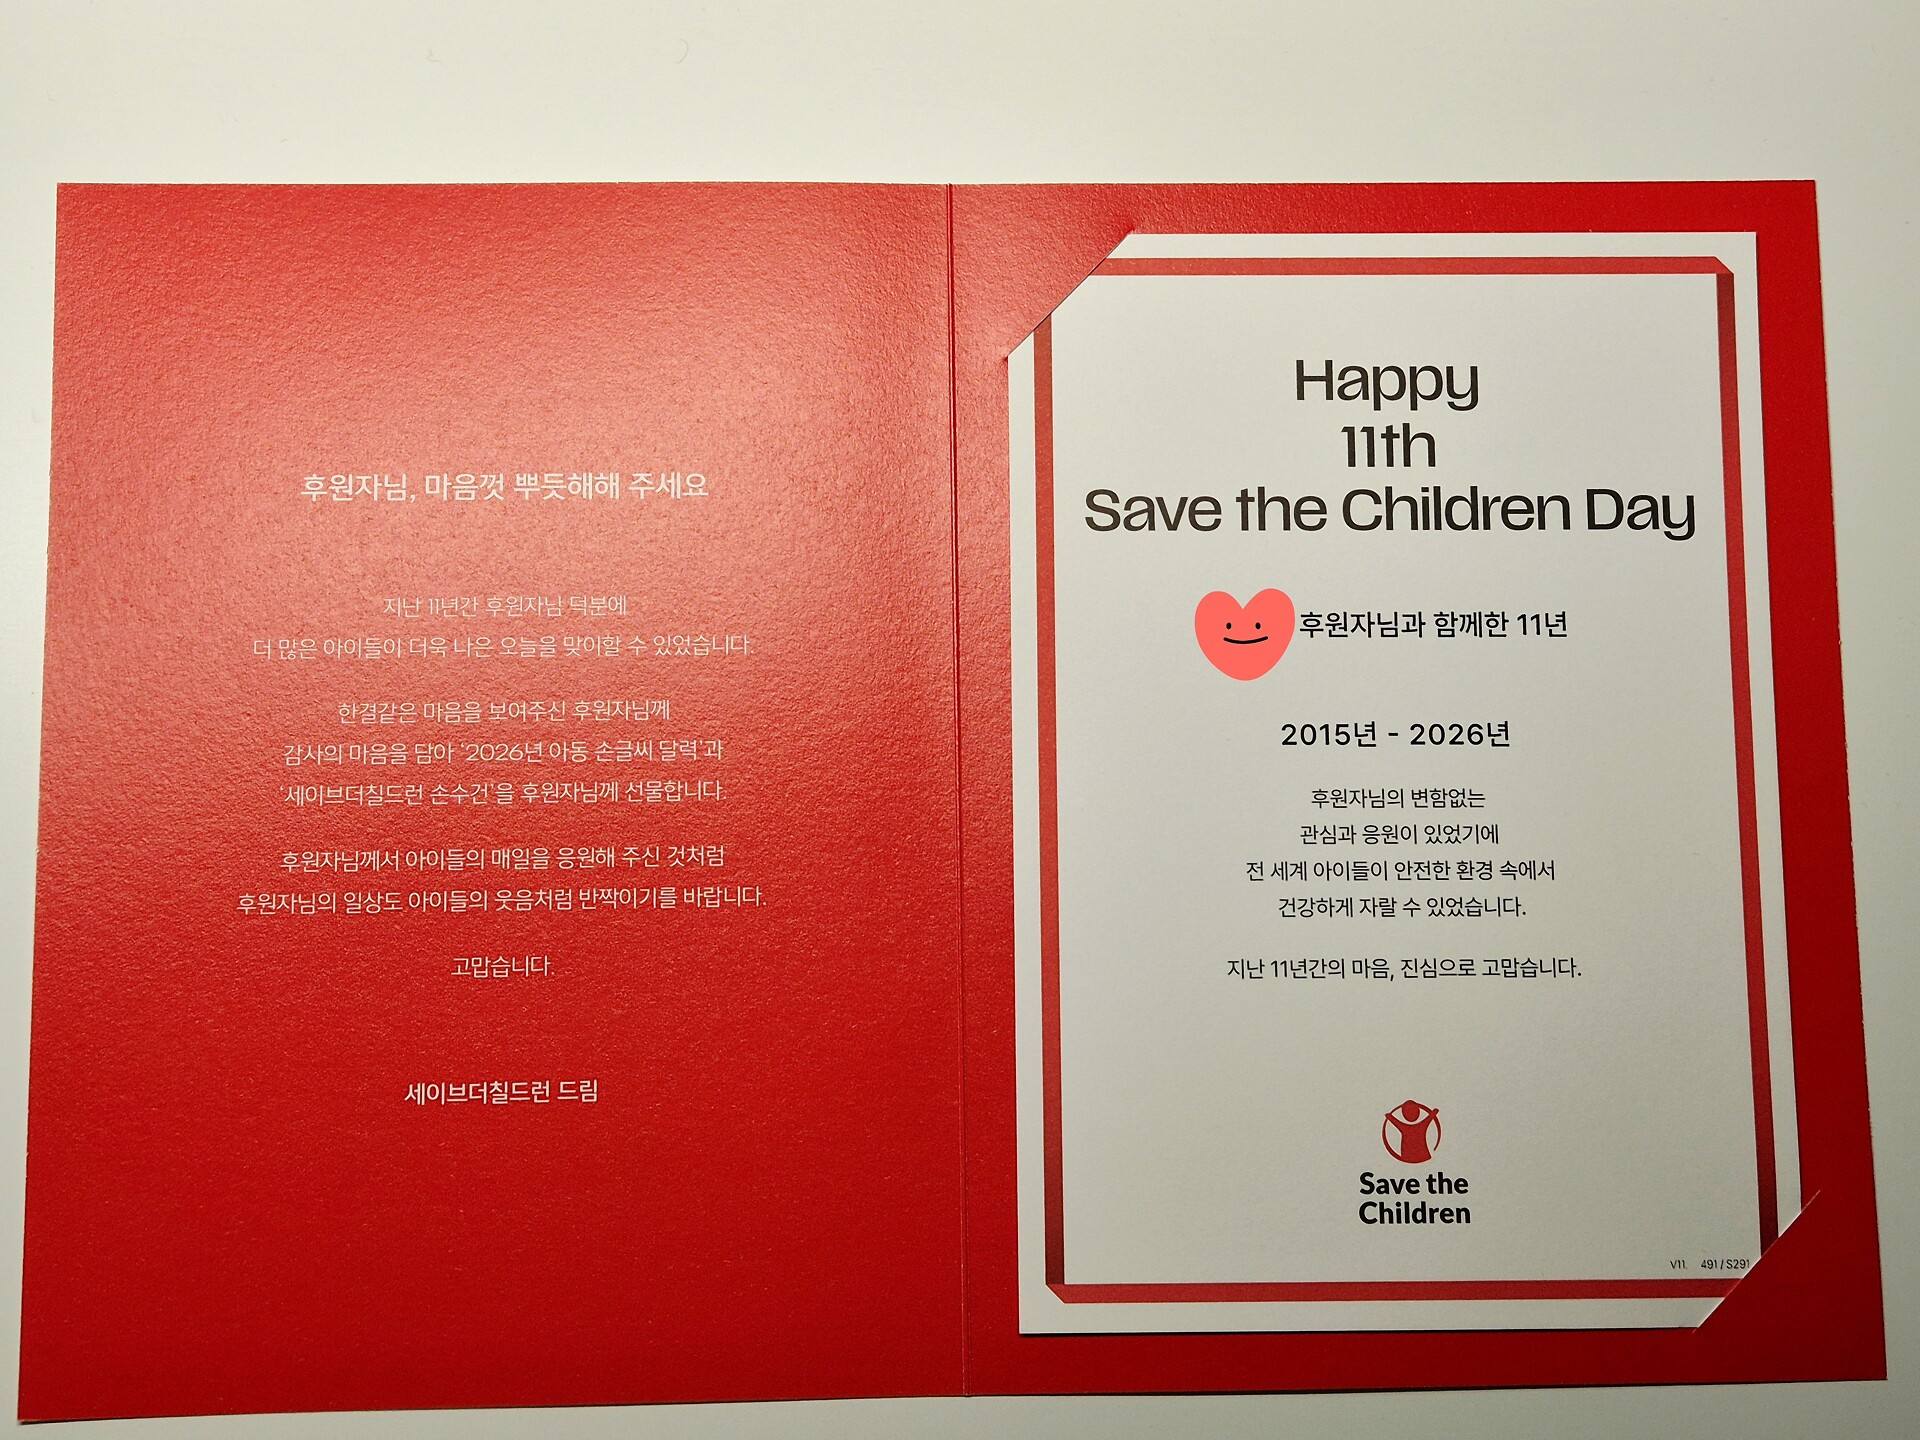 후원자님, 마음껏 뿌듯해해 주세요
지난 11년간 후원자님 덕분에
더 많은 아이들이 더욱 나은 오늘을 맞이할 수 있었습니다.
한결같은 마음을 보여주신 후원자님께
감사의 마음을 담아 '2026년 아동 손글씨 달력'과
'세이브더칠드런 손수건'을 후원자님께 선물합니다.
후원자님께서 아이들의 매일을 응원해 주신 것처럼
후원자님의 일상도 아이들의 웃음처럼 반짝이기를 바랍니다.
고맙습니다.
세이브더칠드런 드림
Happy
11th
Save the Children Day
후원자님과 함께한 11년
2015년 - 2026년
후원자님의 변함없는
관심과 응원이 있었기에
전 세계 아이들이 안전한 환경 속에서
건강하게 자랄 수 있었습니다.
지난 11년간의 마음, 진심으로 고맙습니다.
Save the
Children
V11. 491 / S291